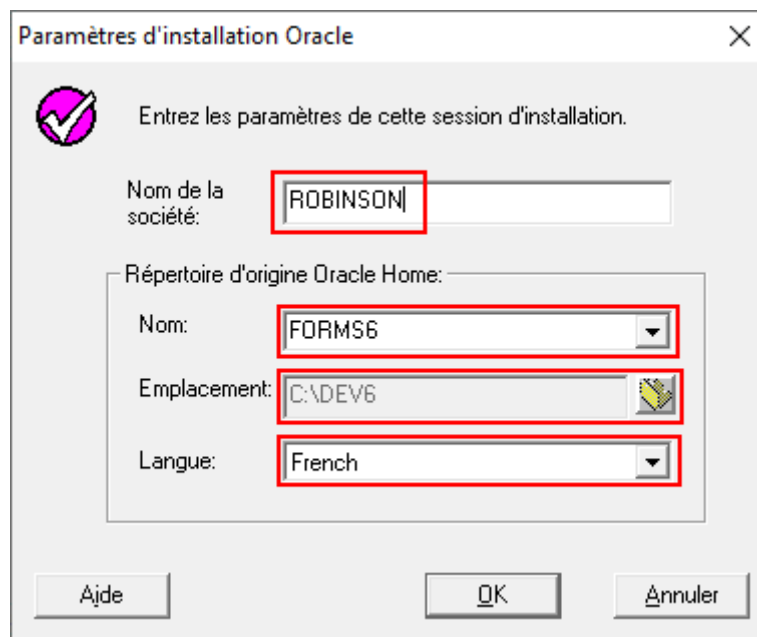 Paramètres d'installation Oracle
Entrez les paramètres de cette session d'installation.
Nom de la
société:
ROBINSON
Répertoire d'origine Oracle Home:
Nom:
FORMS6
Emplacement:
C:\DEV6
Langue:
French
Aide
OK
Annuler